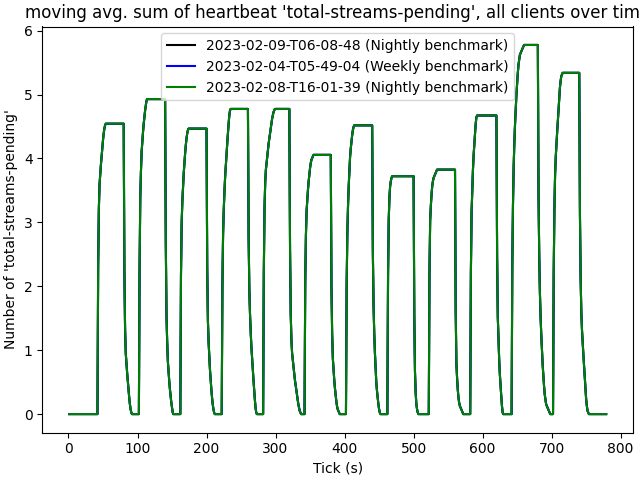 moving avg. sum of heartbeat 'total-streams-pending', all clients over tim
2023-02-09-T06-08-48 (Nightly benchmark)
2023-02-04-T05-49-04 (Weekly benchmark)
2023-02-08-T16-01-39 (Nightly benchmark)
Number of 'total-streams-pending'
6
5
4
3
2
1
0
0 100 200 300 400 500 600 700 800
Tick (s)